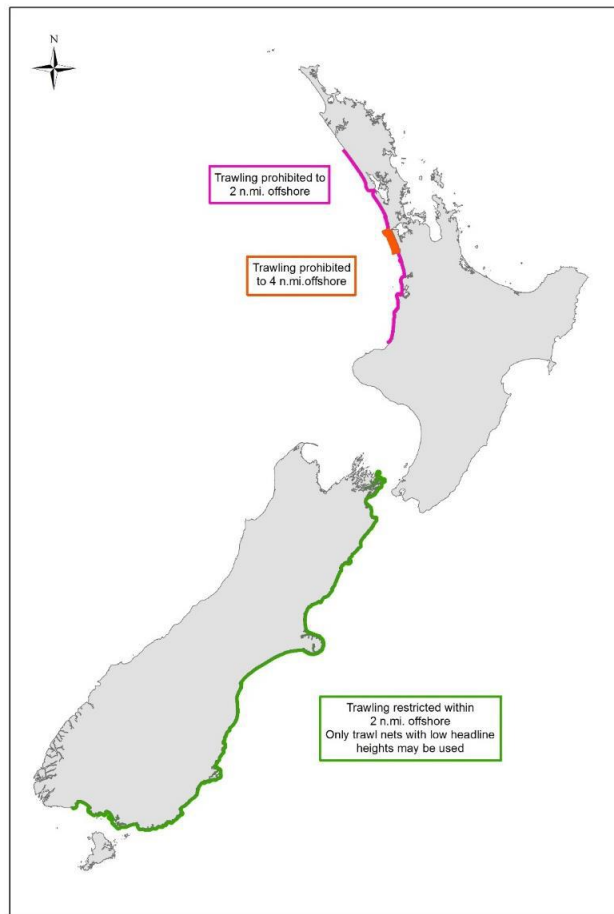 N
Trawling prohibited to
2 n.mi. offshore
Trawling prohibited
to 4 n.mi.offshore
Trawling restricted within
2 n.mi. offshore
Only trawl nets with low headline
heights may be used